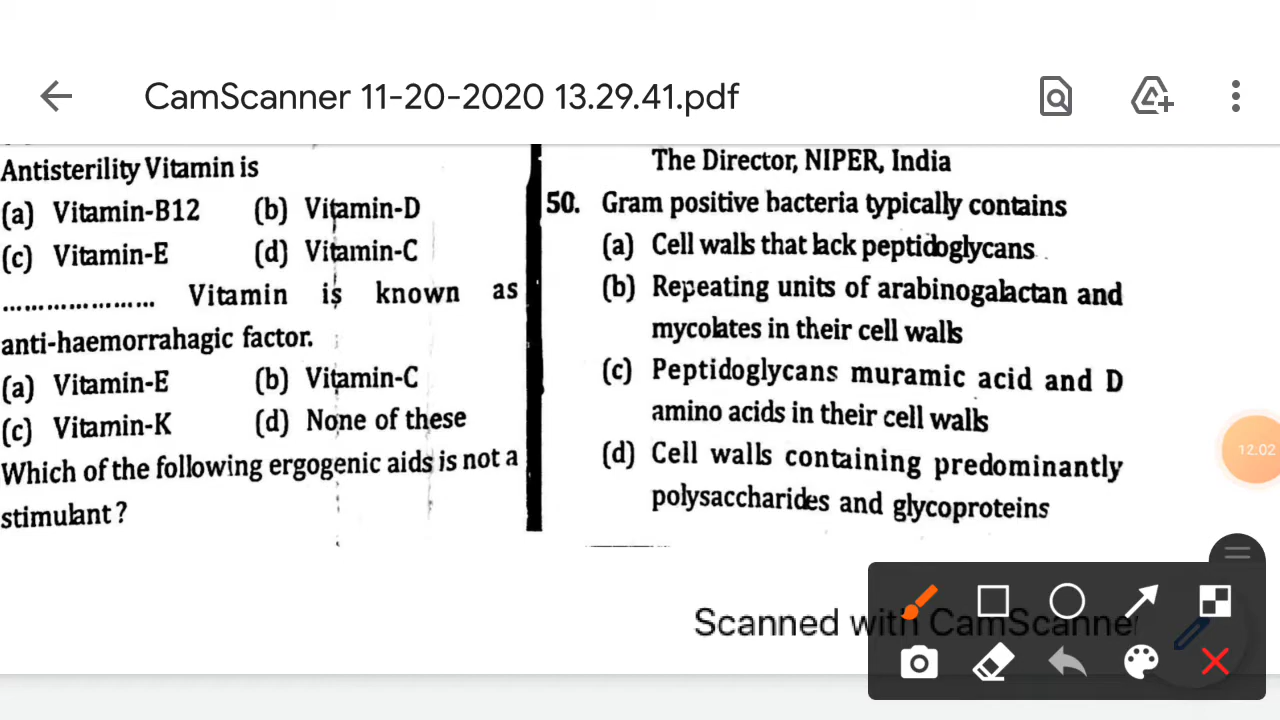 CamScanner 11-20-2020 13.29.41.pdf
Antisterility Vitamin is
(a) Vitamin-B12 (b) Vitamin-D
(c) Vitamin-E (d) Vitamin-C
..................... Vitamin is known as
anti-haemorrahagic factor.
(a) Vitamin-E (b) Vitamin-C
(c) Vitamin-K (d) None of these
Which of the following ergogenic aids is not a
stimulant ?
The Director, NIPER, India
50. Gram positive bacteria typically contains
(a) Cell walls that lack peptidoglycans
(b) Repeating units of arabinogalactan and
mycolates in their cell walls
(c) Peptidoglycans muramic acid and D
amino acids in their cell walls
(d) Cell walls containing predominantly
polysaccharides and glycoproteins
12:02
Scanned with CamScanner